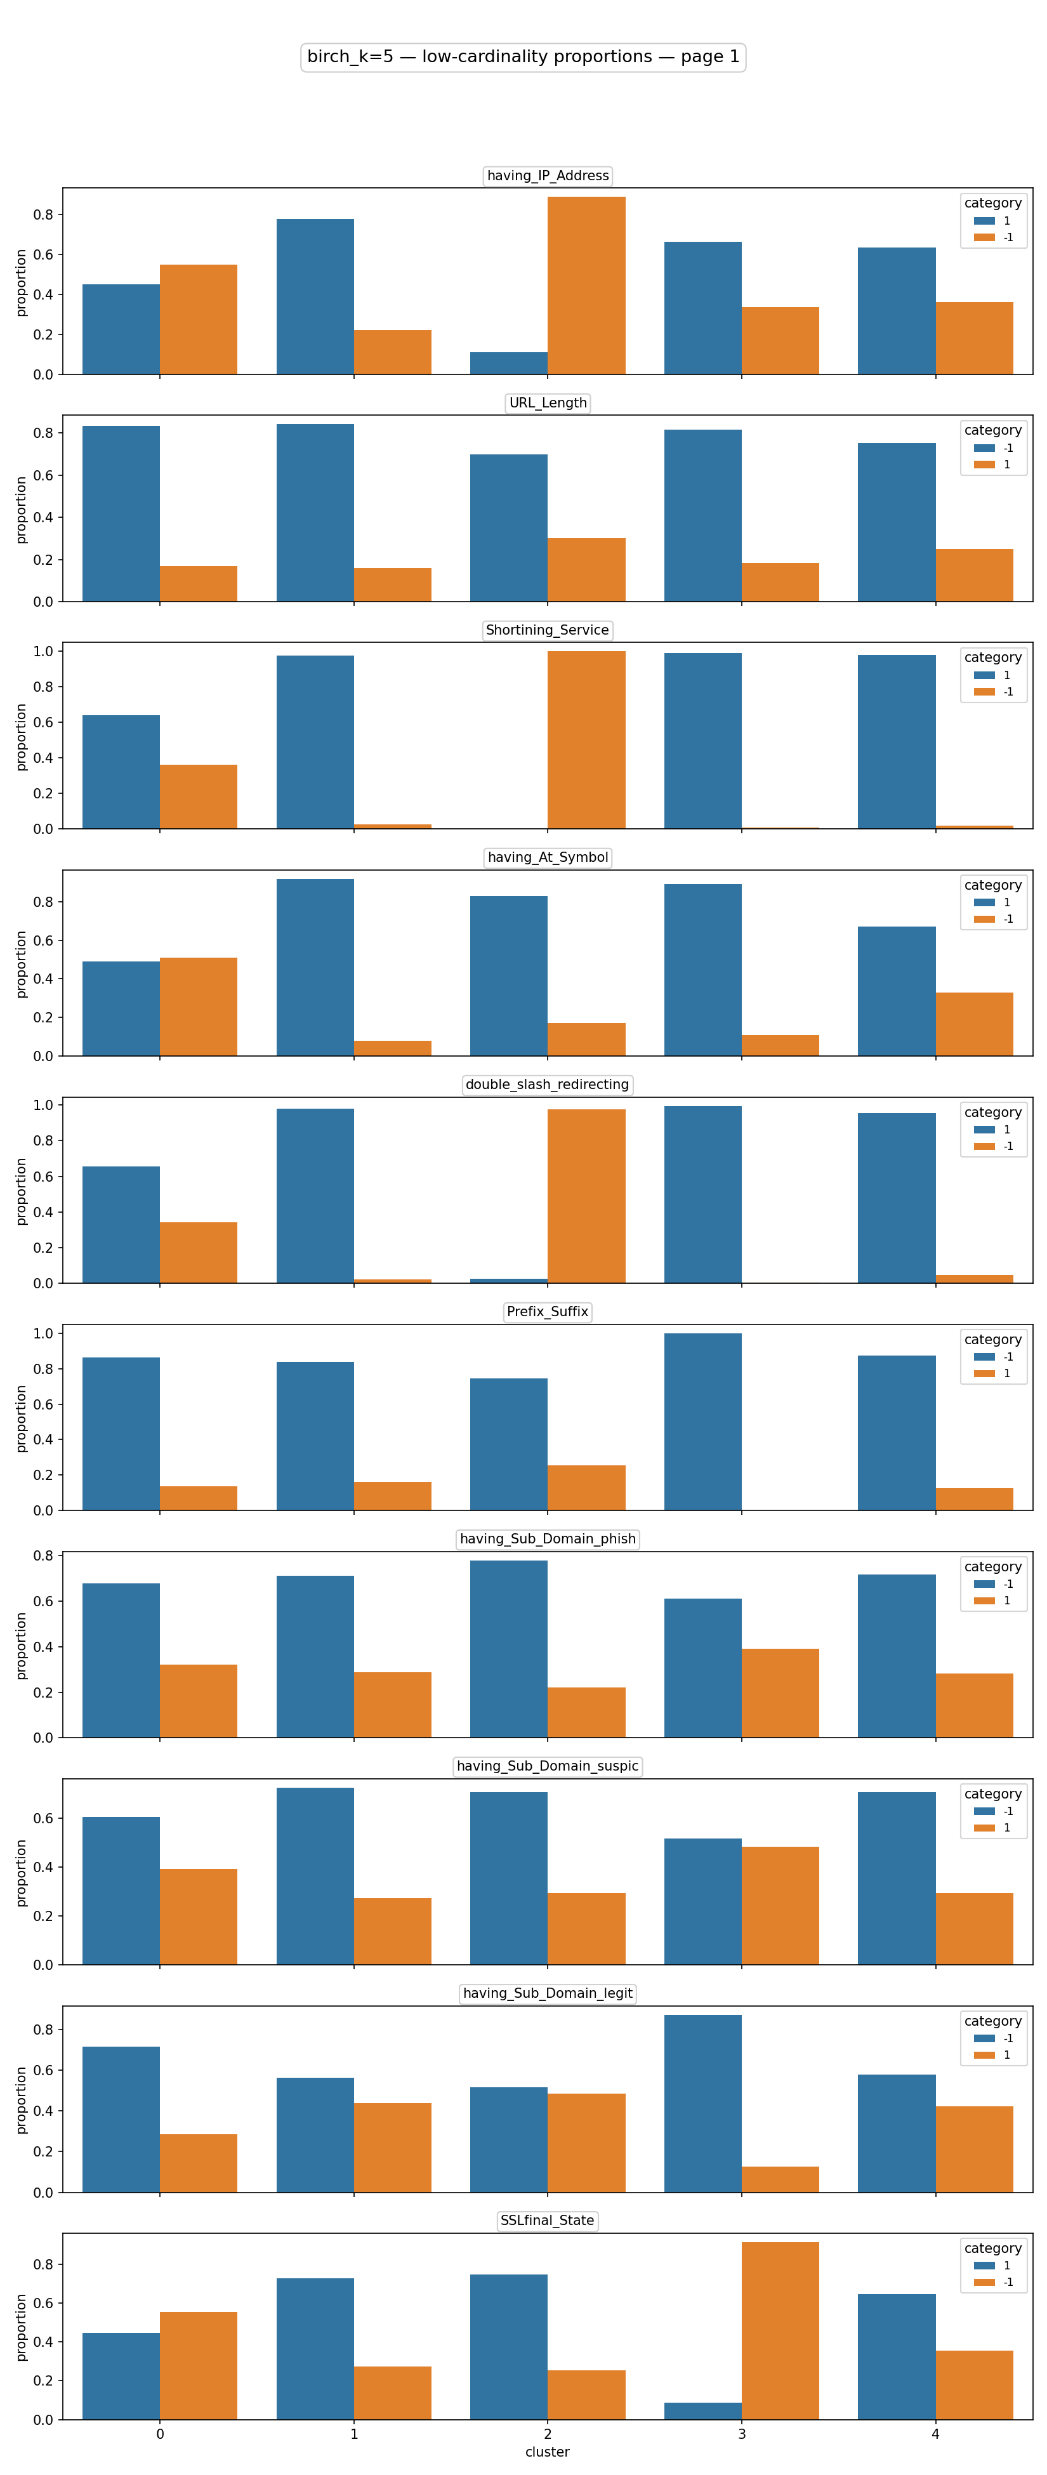 birch_k=5 — low-cardinality proportions — page 1
having_IP_Address
category
1
-1
proportion
0.8
0.6
0.4
0.2
0.0
URL_Length
category
-1
1
proportion
0.8
0.6
0.4
0.2
0.0
Shortining_Service
category
1
-1
proportion
1.0
0.8
0.6
0.4
0.2
0.0
having_At_Symbol
category
1
-1
proportion
0.8
0.6
0.4
0.2
0.0
double_slash_redirecting
category
1
-1
proportion
1.0
0.8
0.6
0.4
0.2
0.0
Prefix_Suffix
category
-1
1
proportion
1.0
0.8
0.6
0.4
0.2
0.0
having_Sub_Domain_phish
category
-1
1
proportion
0.8
0.6
0.4
0.2
0.0
having_Sub_Domain_suspic
category
-1
1
proportion
0.6
0.4
0.2
0.0
having_Sub_Domain_legit
category
-1
1
proportion
0.8
0.6
0.4
0.2
0.0
SSLfinal_State
category
1
-1
proportion
0.8
0.6
0.4
0.2
0.0
0 1 2 3 4
cluster